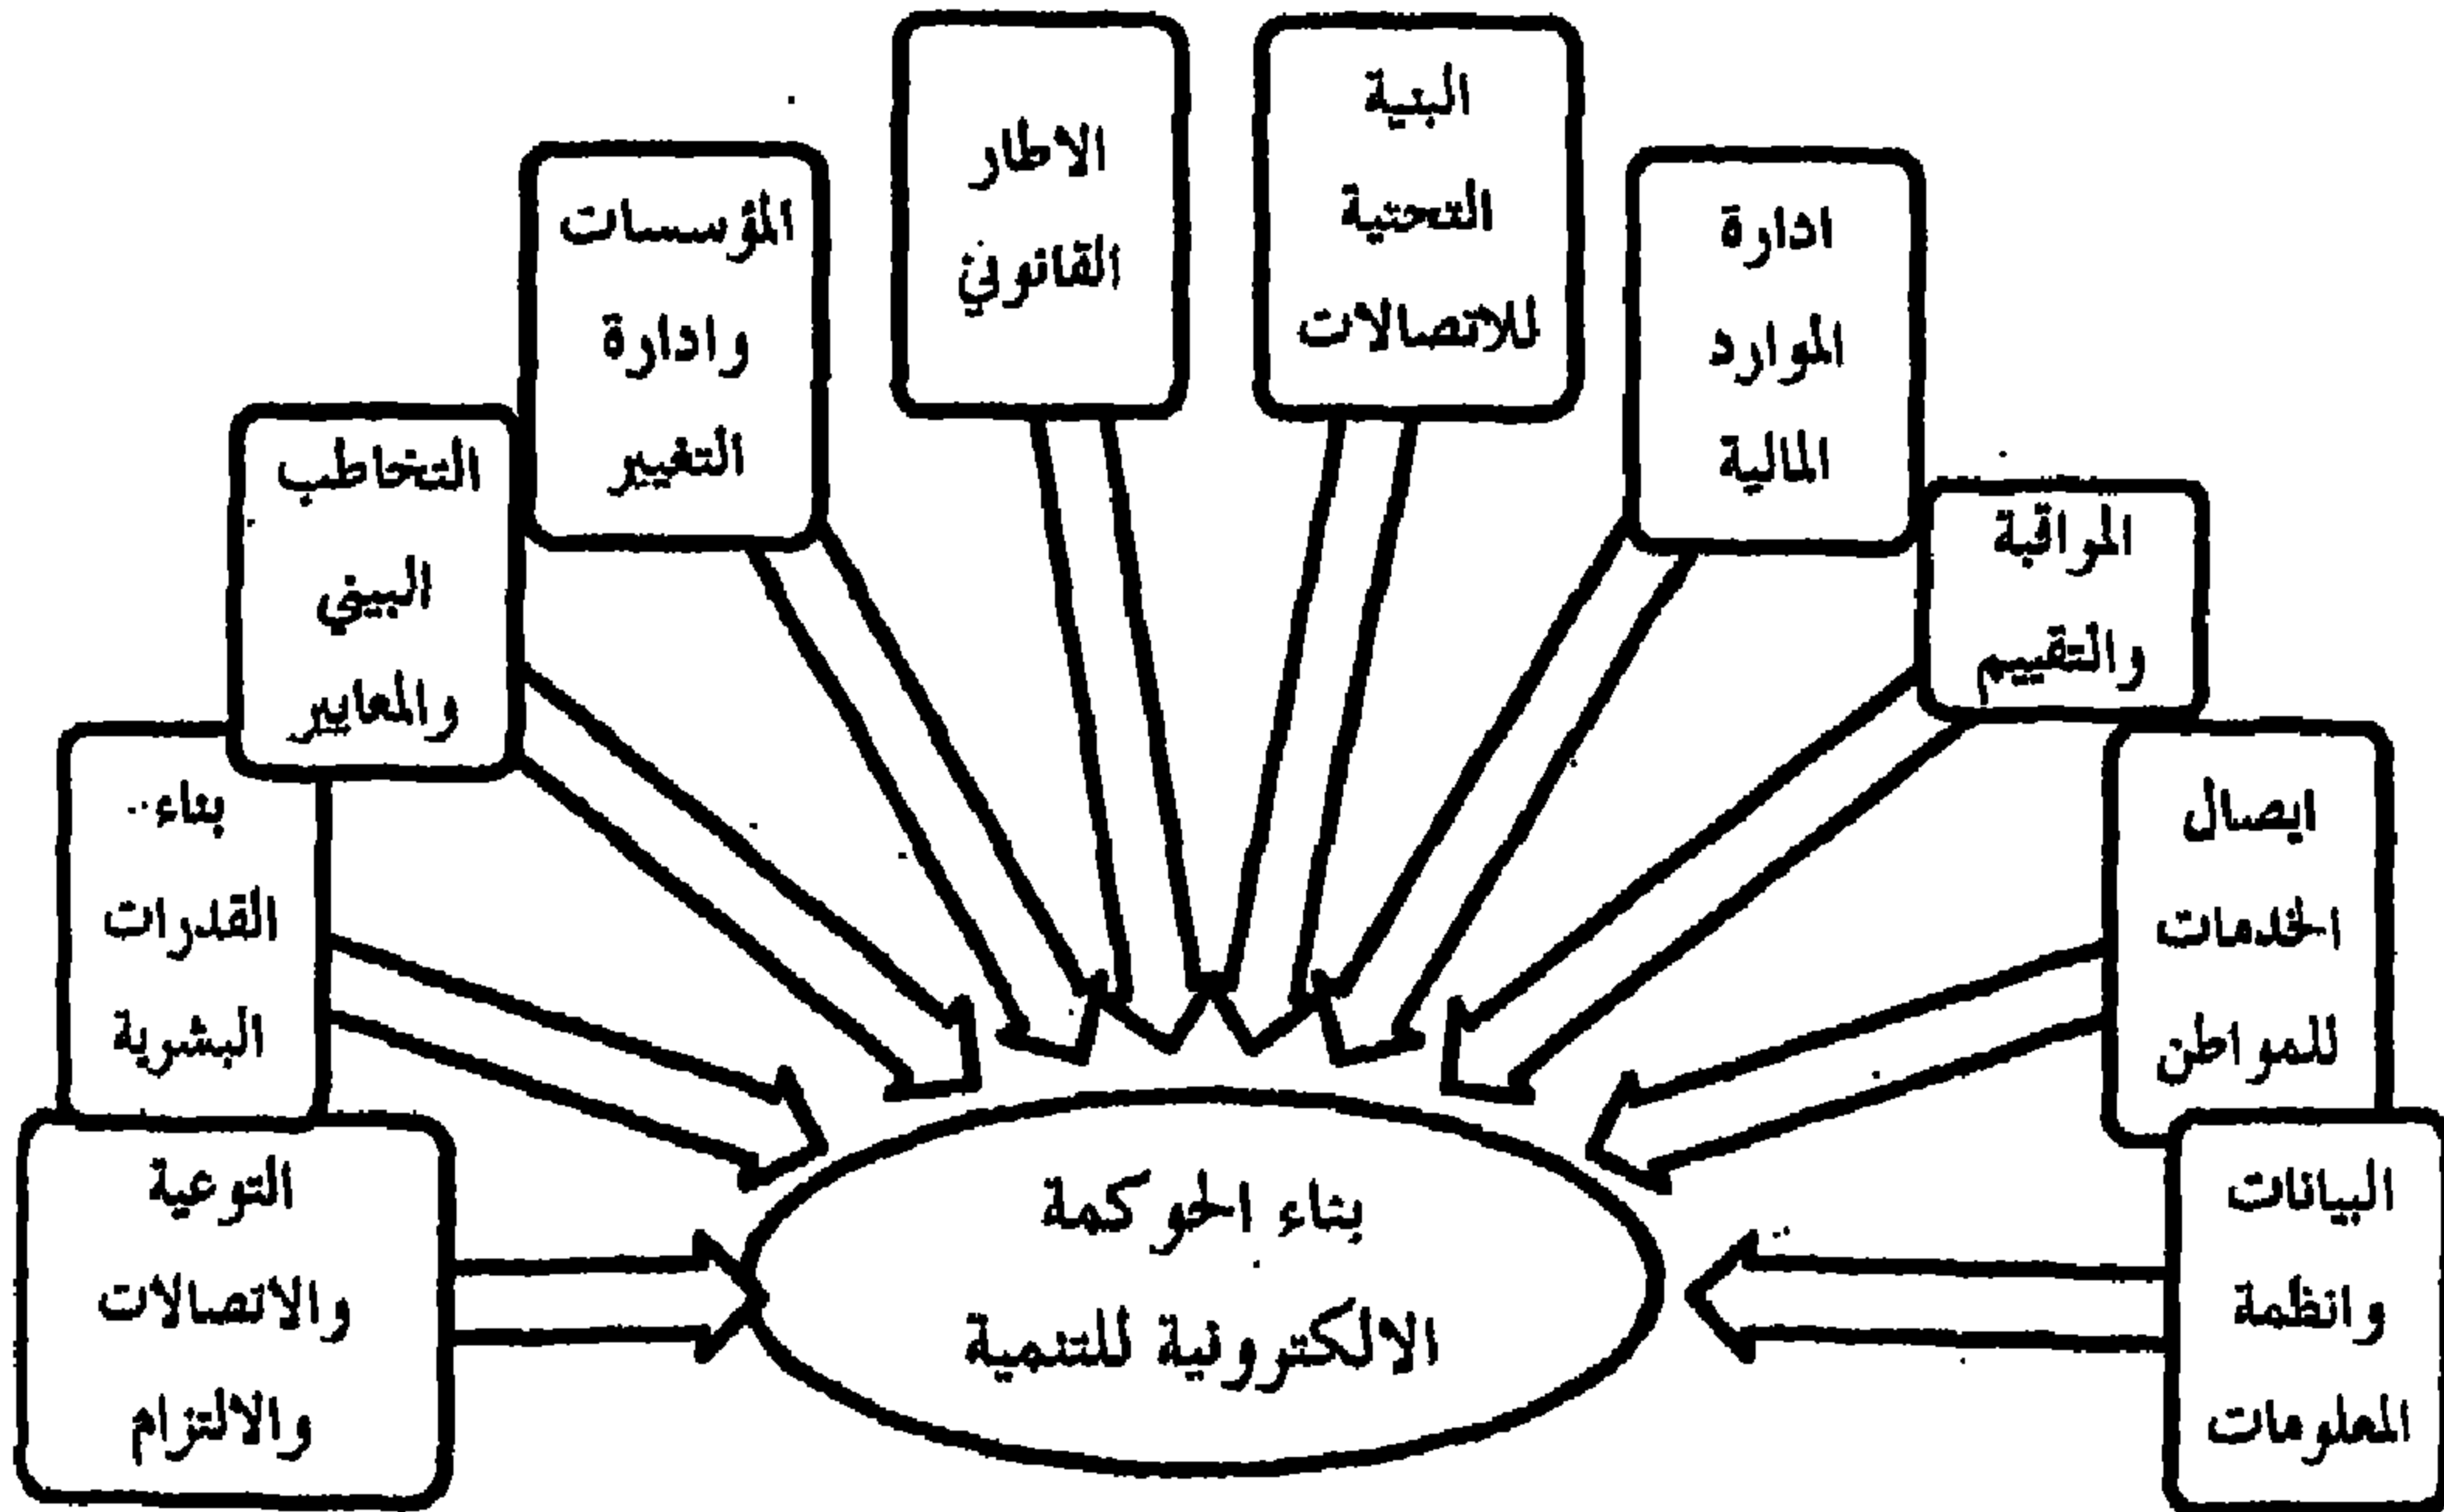 البية
التحتية
للاتصالات
الاطار
القانوني
ادارة
الموارد
المالية
المؤسسات
وادارة
التغيير
المراقبة
والتقييم
التخاطب
البيني
والمعايير
ايصال
الخدمات
للمواطن
بناء
القدرات
البشرية
البيانات
وانظمة
المعلومات
بناء الحوكمة
الالكترونية للتنمية
التوعية
والاتصالات
والالتزام